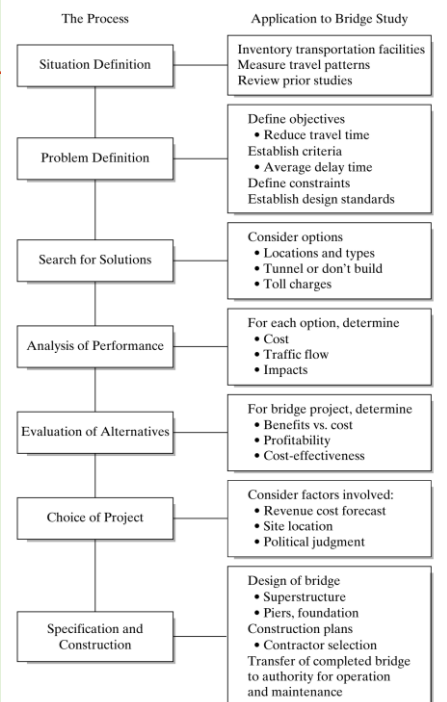 The Process
Application to Bridge Study
Situation Definition
Inventory transportation facilities
Measure travel patterns
Review prior studies
Problem Definition
Define objectives
• Reduce travel time
Establish criteria
• Average delay time
Define constraints
Establish design standards
Search for Solutions
Consider options
• Locations and types
• Tunnel or don’t build
• Toll charges
Analysis of Performance
For each option, determine
• Cost
• Traffic flow
• Impacts
Evaluation of Alternatives
For bridge project, determine
• Benefits vs. cost
• Profitability
• Cost-effectiveness
Choice of Project
Consider factors involved:
• Revenue cost forecast
• Site location
• Political judgment
Specification and
Construction
Design of bridge
• Superstructure
• Piers, foundation
Construction plans
• Contractor selection
Transfer of completed bridge
to authority for operation
and maintenance